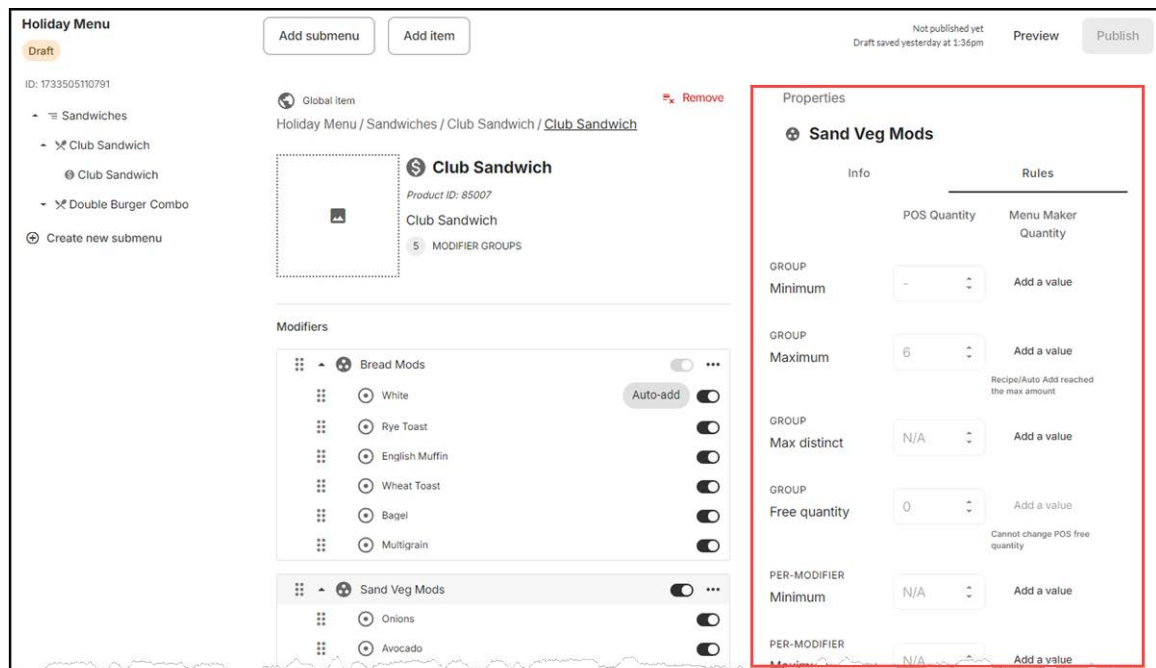 Holiday Menu
Draft
ID: 1733505110791
Sandwiches
Club Sandwich
Club Sandwich
Double Burger Combo
Create new submenu
Add submenu
Add item
Not published yet
Draft saved yesterday at 1:36pm
Preview
Publish
Global item
Remove
Holiday Menu / Sandwiches / Club Sandwich / Club Sandwich
Club Sandwich
Product ID: 85007
Club Sandwich
5 MODIFIER GROUPS
Modifiers
Bread Mods
White
Auto-add
Rye Toast
English Muffin
Wheat Toast
Bagel
Multigrain
Sand Veg Mods
Onions
Avocado
Properties
Sand Veg Mods
Info
Rules
POS Quantity
Menu Maker
Quantity
GROUP
Minimum
-
Add a value
GROUP
Maximum
6
Add a value
Recipe/Auto Add reached
the max amount
GROUP
Max distinct
N/A
Add a value
GROUP
Free quantity
0
Add a value
Cannot change POS free
quantity
PER-MODIFIER
Minimum
N/A
Add a value
PER-MODIFIER
Maximum
N/A
Add a value